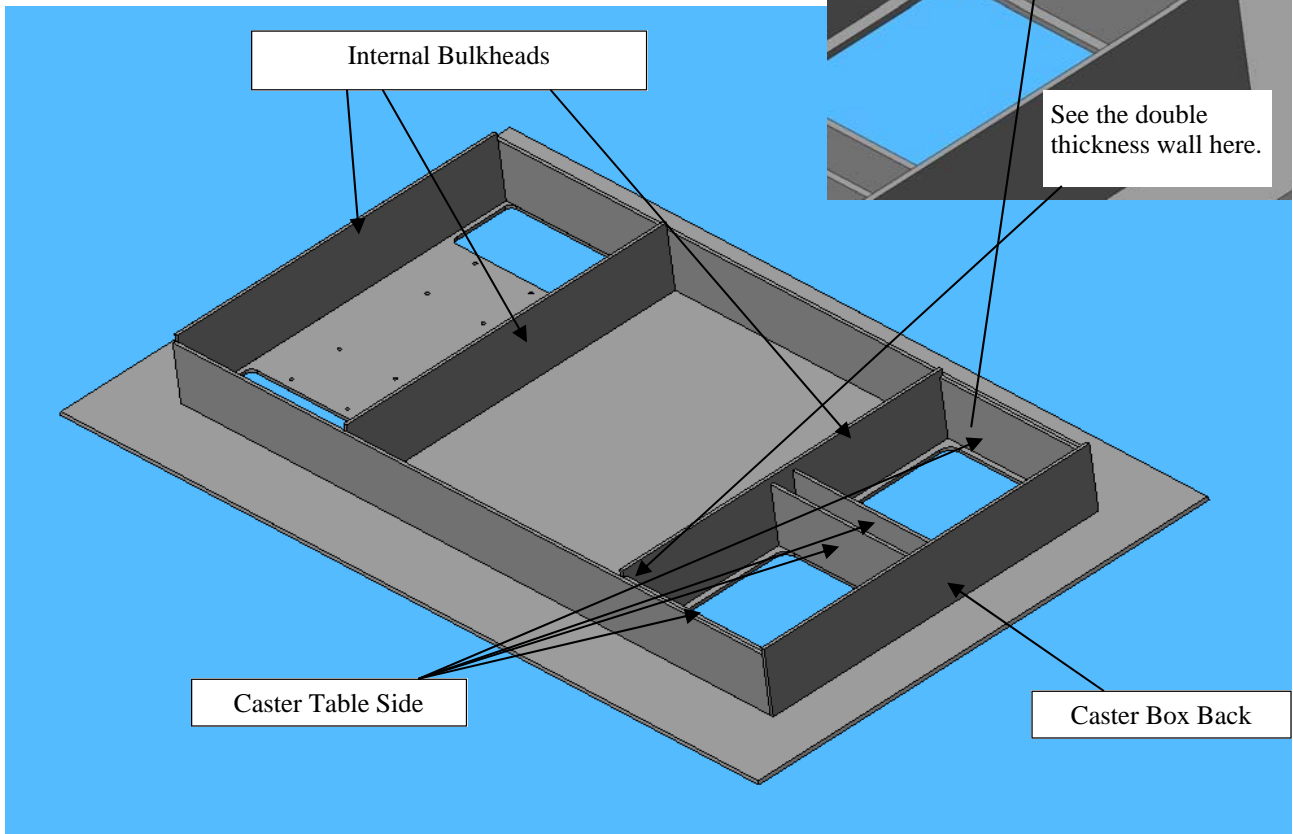 Internal Bulkheads
See the double
thickness wall here.
Caster Table Side
Caster Box Back